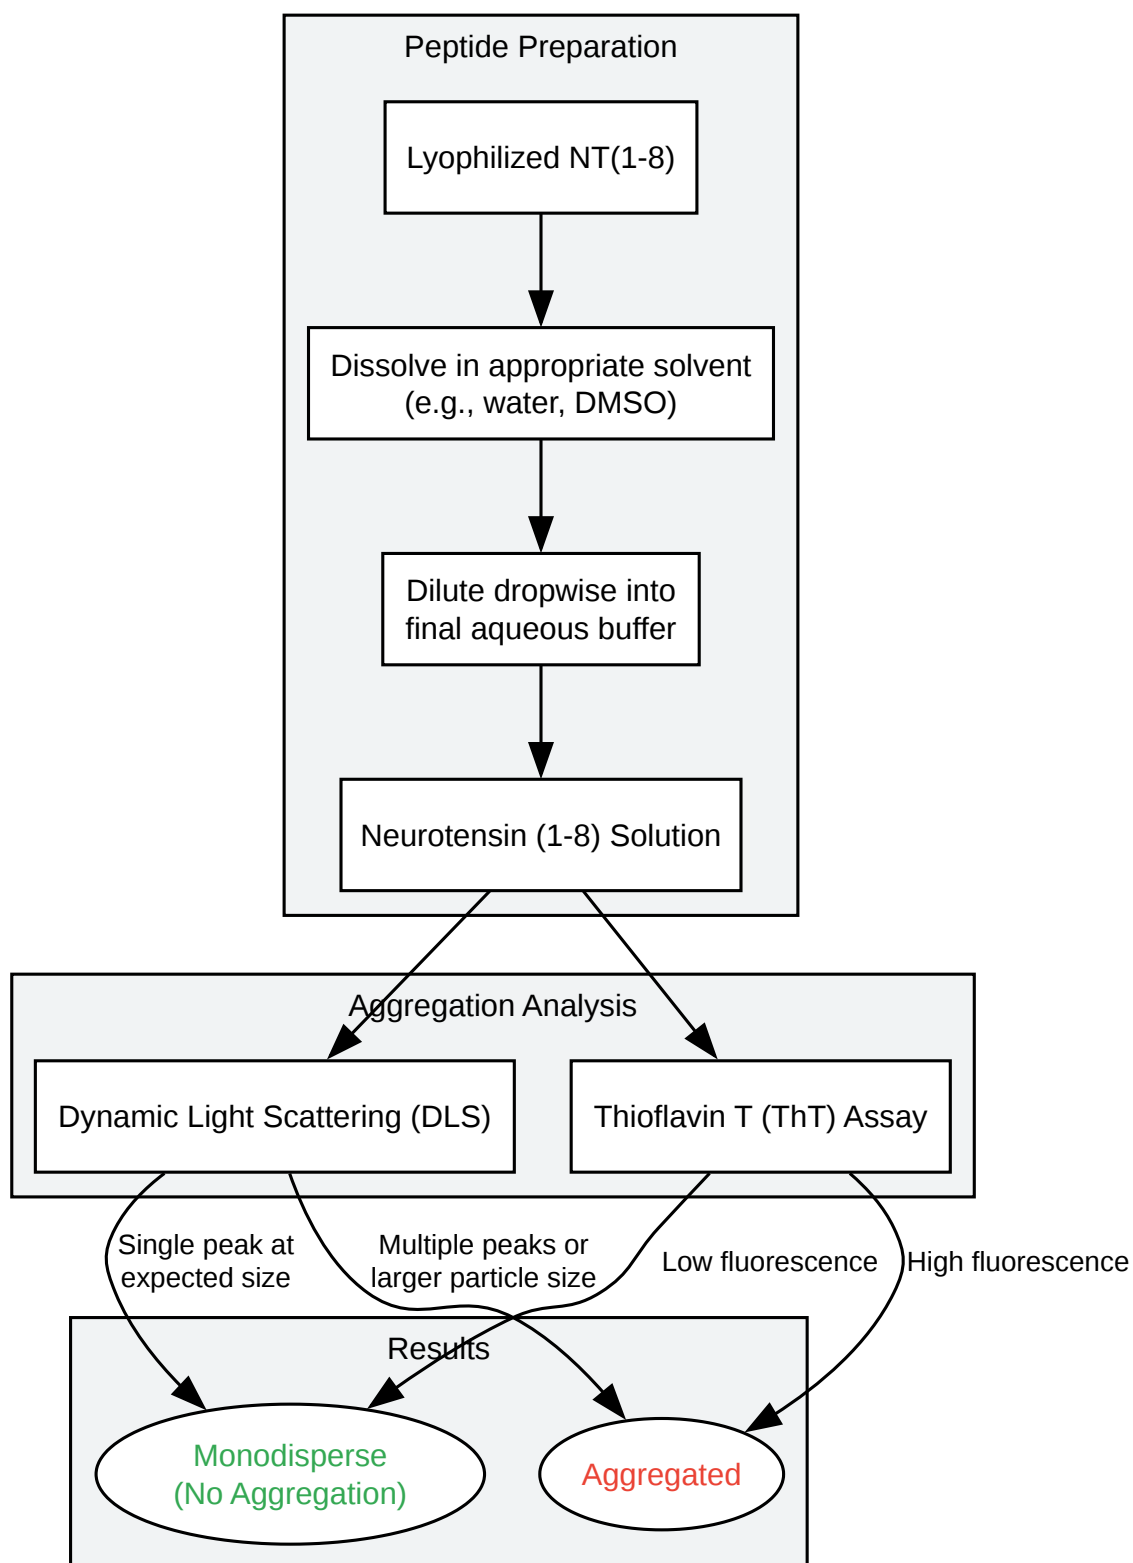 Peptide Preparation
Lyophilized NT(1-8)
Dissolve in appropriate solvent
(e.g., water, DMSO)
Dilute dropwise into
final aqueous buffer
Neurotensin (1-8) Solution
Aggregation Analysis
Dynamic Light Scattering (DLS)
Thioflavin T (ThT) Assay
Single peak at
expected size
Multiple peaks or
larger particle size
Low fluorescence
High fluorescence
Results
Monodisperse
(No Aggregation)
Aggregated